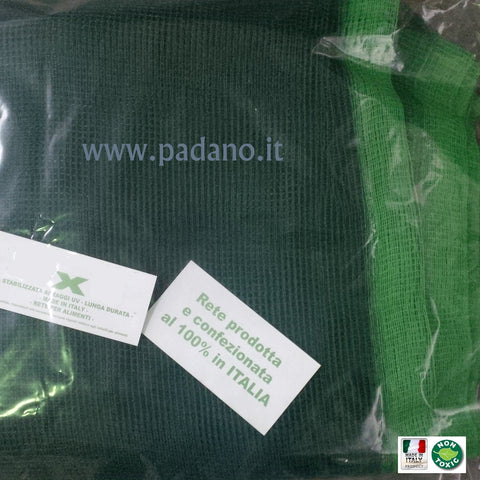 www.padano.it
X
- STABILIZZATA AI RAGGI UV - LUNGA DURATA -
- MADE IN ITALY -
- RETE PER ALIMENTI -
Rete prodotta
e confezionata
al 100% in ITALIA
MADE IN
ITALY
PRODUCT
NON
TOXIC